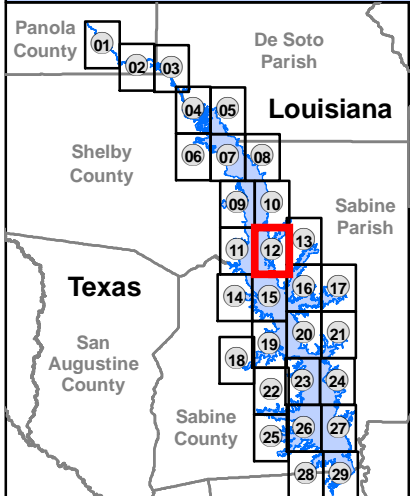 Panola
County
01
02
03
De Soto
Parish
04
05
Louisiana
Shelby
County
06
07
08
09
10
Sabine
Parish
11
12
13
Texas
14
15
16
17
San
Augustine
County
18
19
20
21
22
23
24
Sabine
County
25
26
27
28
29